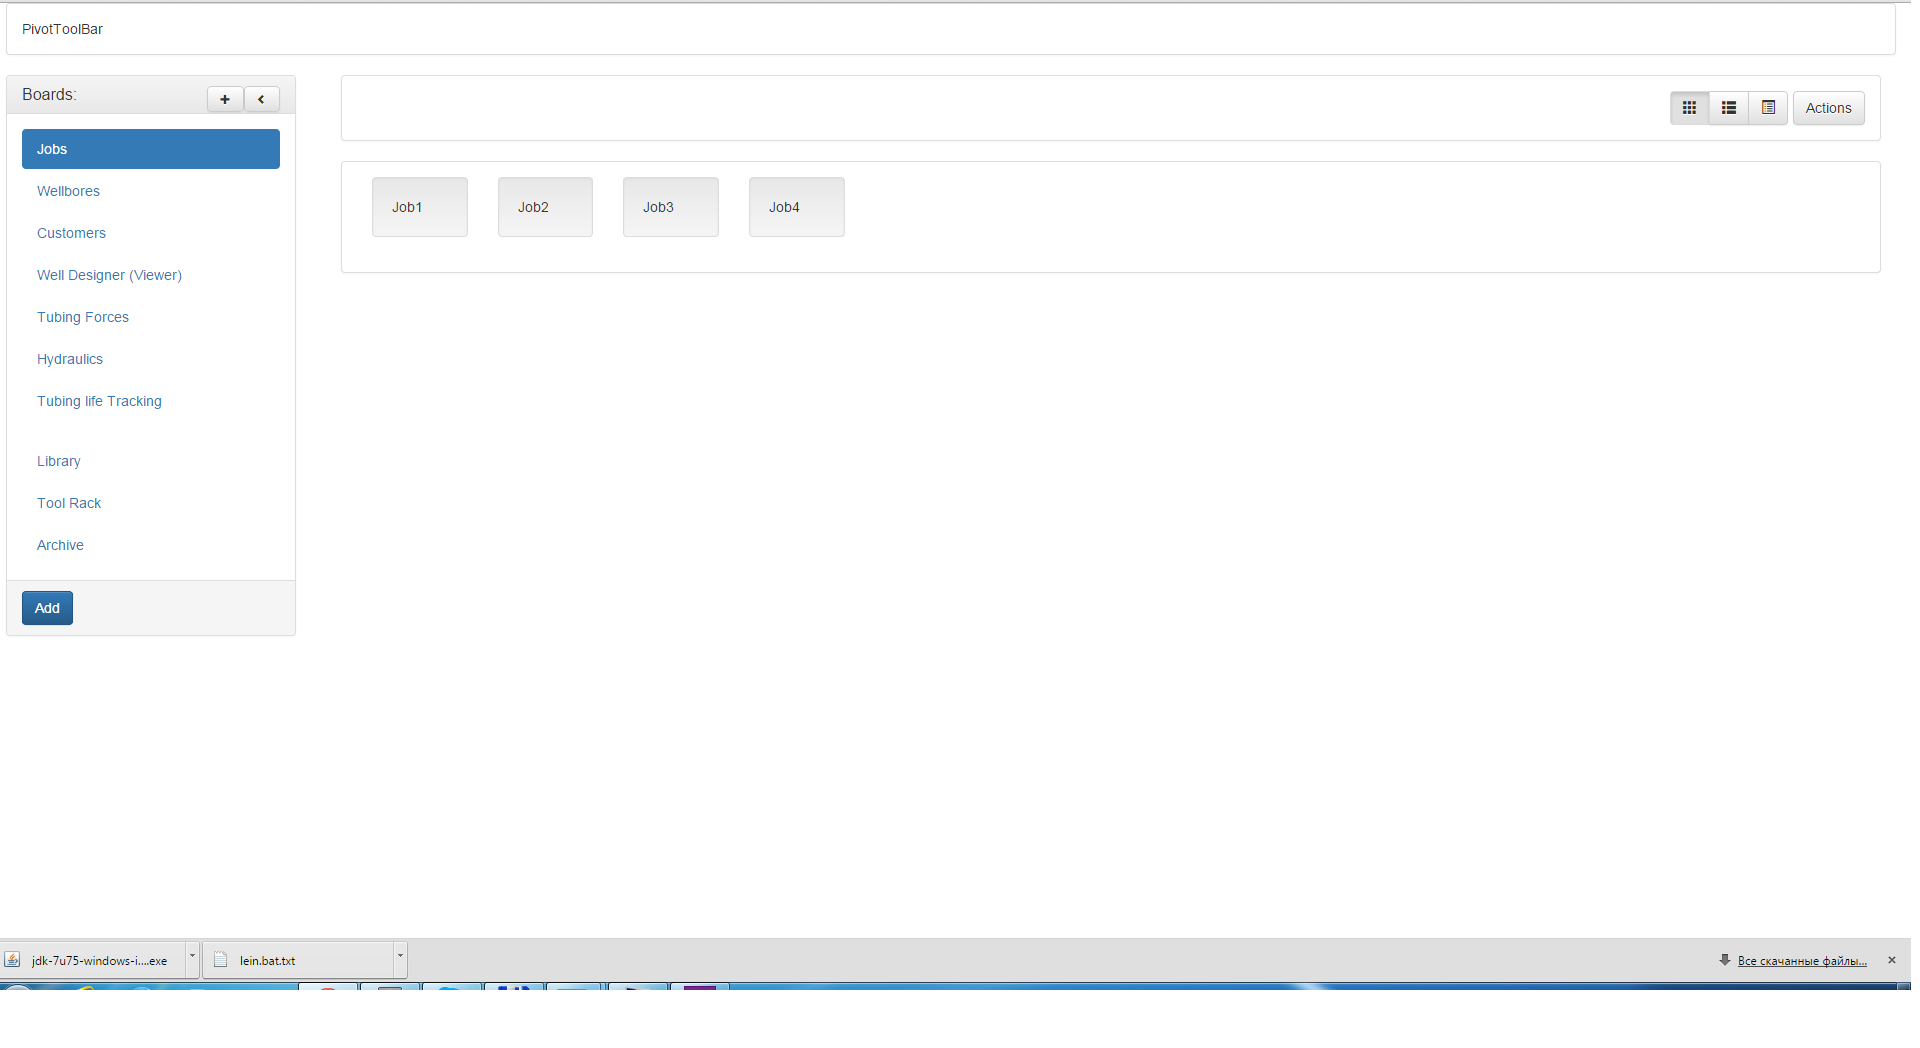 PivotToolBar
Boards:
Actions
Jobs
Wellbores
Customers
Well Designer (Viewer)
Tubing Forces
Hydraulics
Tubing life Tracking
Library
Tool Rack
Archive
Add
Job1 Job2 Job3 Job4
jdk-7u75-windows-i....exe lein.bat.txt Все скачанные файлы...